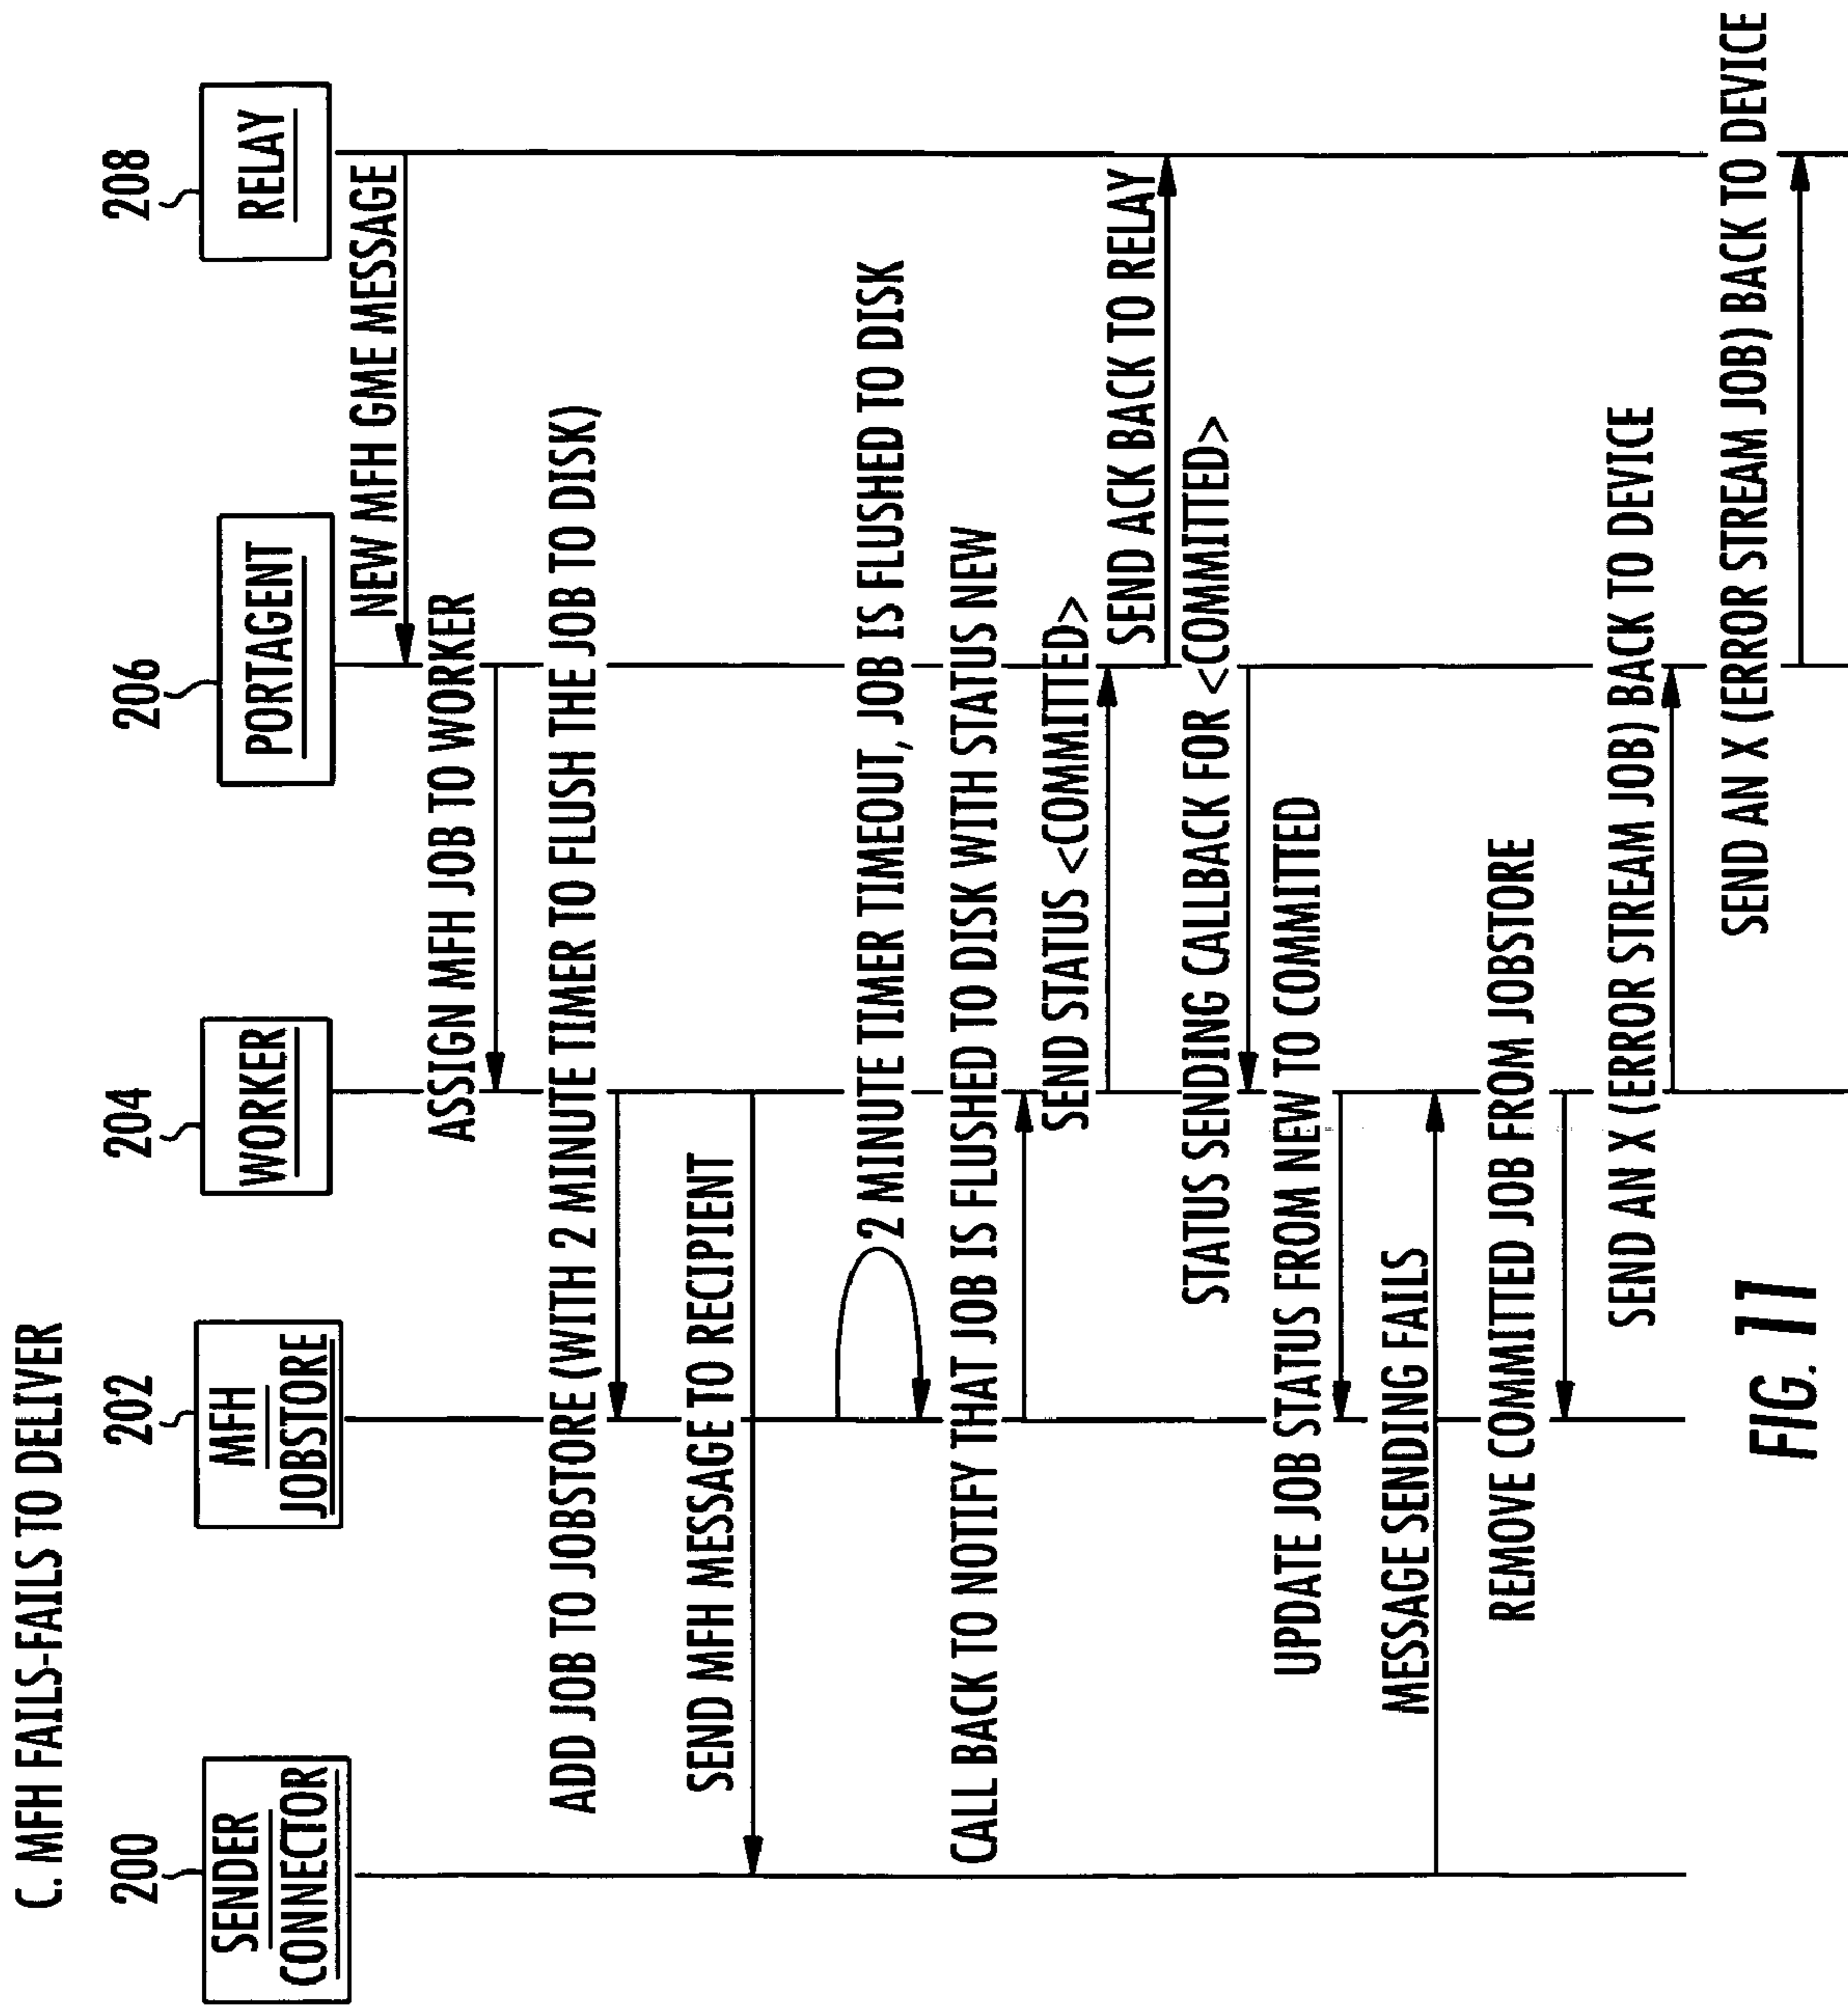 C. MFH FAILS-FAILS TO DELIVER
200
202
204
206
208
SENDER
CONNECTOR
MFH
JOBSTORE
WORKER
PORTAGENT
RELAY
NEW MFH GME MESSAGE
ASSIGN MFH JOB TO WORKER
ADD JOB TO JOBSTORE (WITH 2 MINUTE TIMER TO FLUSH THE JOB TO DISK)
SEND MFH MESSAGE TO RECIPIENT
2 MINUTE TIMER TIMEOUT, JOB IS FLUSHED TO DISK
CALL BACK TO NOTIFY THAT JOB IS FLUSHED TO DISK WITH STATUS NEW
SEND STATUS <COMMITTED>
SEND ACK BACK TO RELAY
STATUS SENDING CALLBACK FOR <COMMITTED>
UPDATE JOB STATUS FROM NEW TO COMMITTED
MESSAGE SENDING FAILS
REMOVE COMMITTED JOB FROM JOBSTORE
SEND AN X (ERROR STREAM JOB) BACK TO DEVICE
SEND AN X (ERROR STREAM JOB) BACK TO DEVICE
FIG. 11